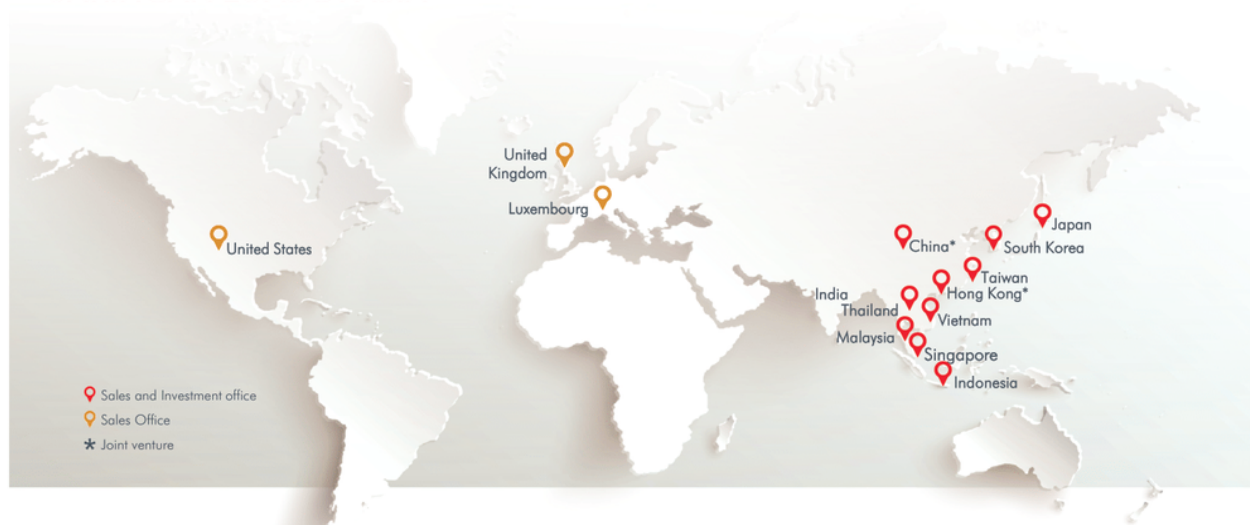 United
Kingdom
Luxembourg
United States
Japan
China*
South Korea
Taiwan
India
Hong Kong*
Thailand
Vietnam
Malaysia
Singapore
Indonesia
Sales and Investment office
Sales Office
* Joint venture